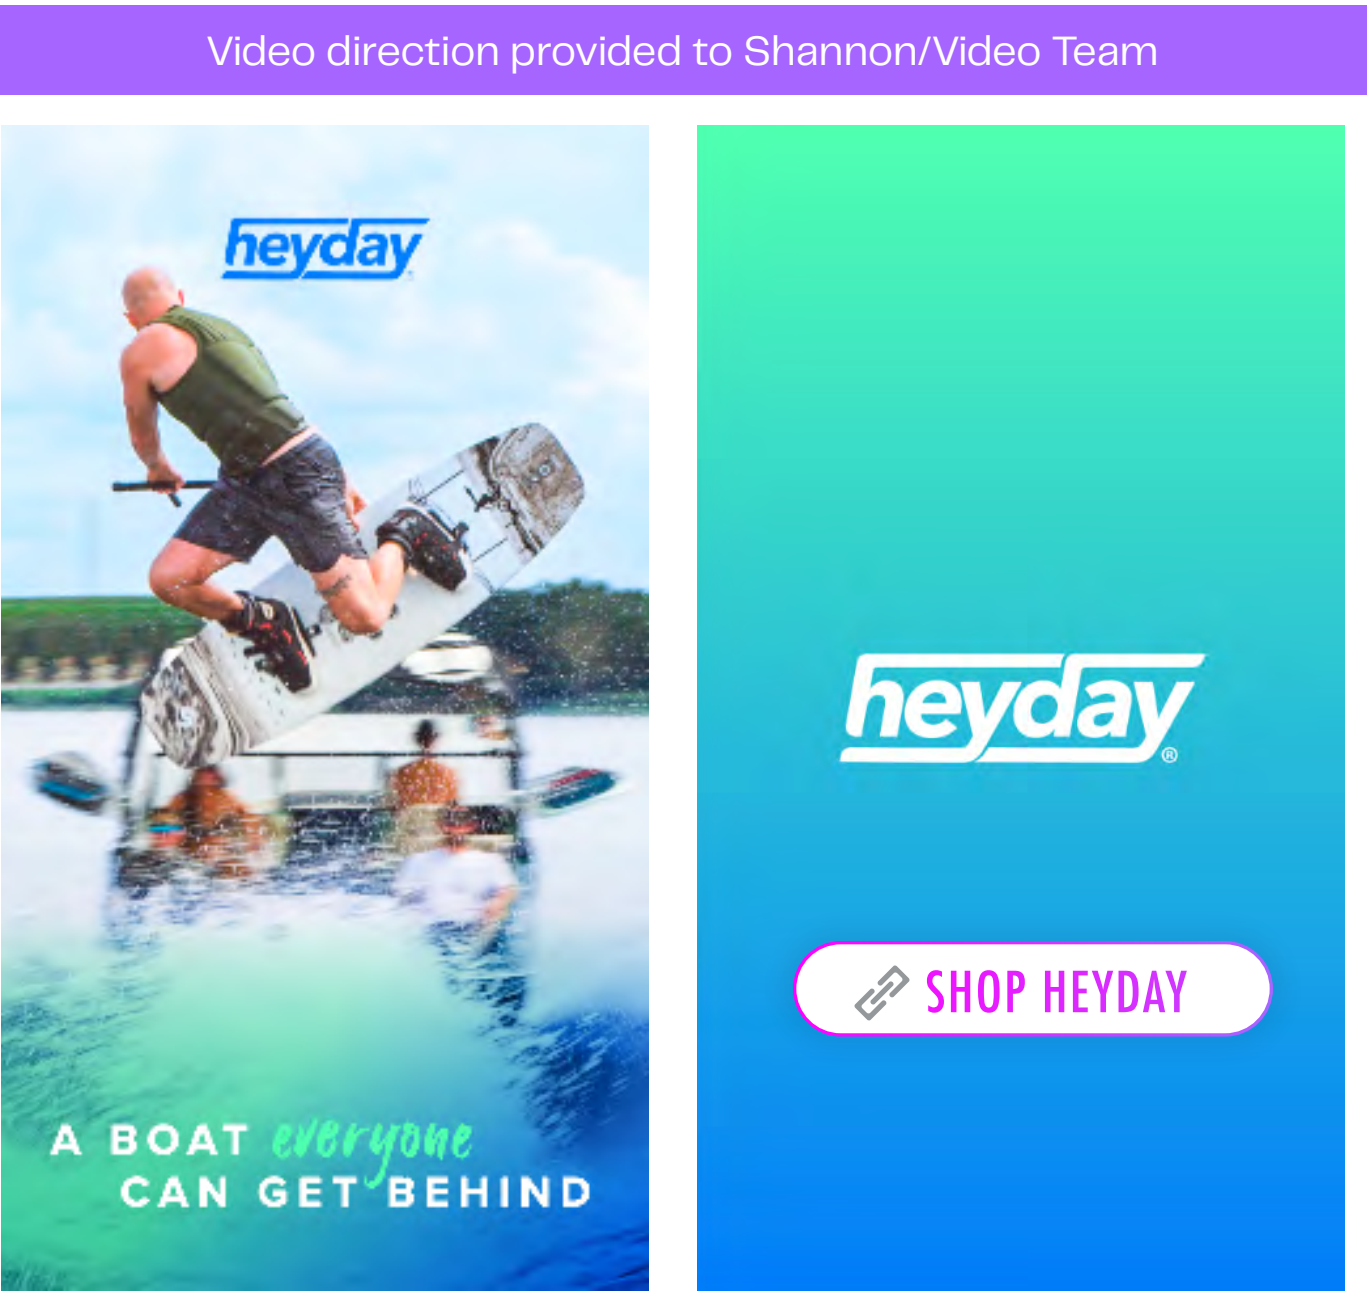 Video direction provided to Shannon/Video Team
heyday
A BOAT everyone
CAN GET BEHIND
heyday®
SHOP HEYDAY